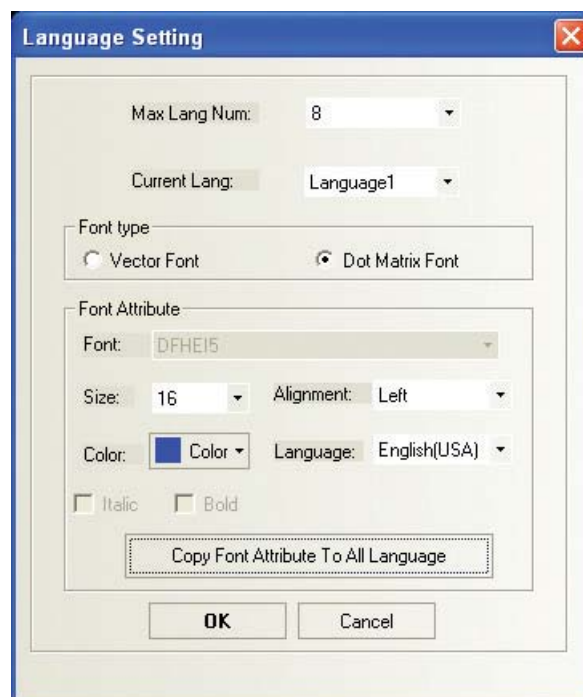 Language Setting
Max Lang Num: 8
Current Lang: Language1
Font type
Vector Font Dot Matrix Font
Font Attribute
Font: DFHEI5
Size: 16 Alignment: Left
Color: Color Language: English(USA)
Italic Bold
Copy Font Attribute To All Language
OK Cancel